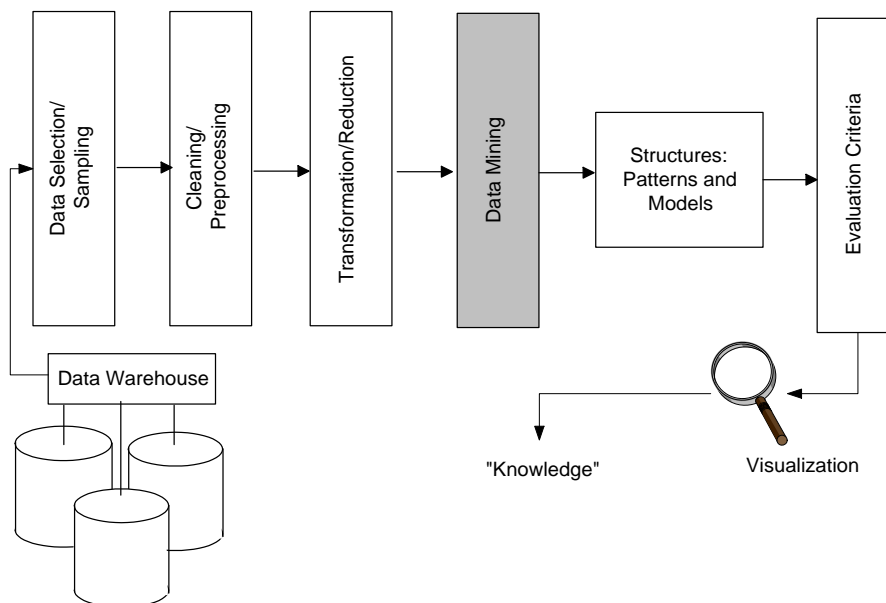 Data Selection/
Sampling
Cleaning/
Preprocessing
Transformation/Reduction
Data Mining
Structures:
Patterns and
Models
Evaluation Criteria
Data Warehouse
"Knowledge"
Visualization